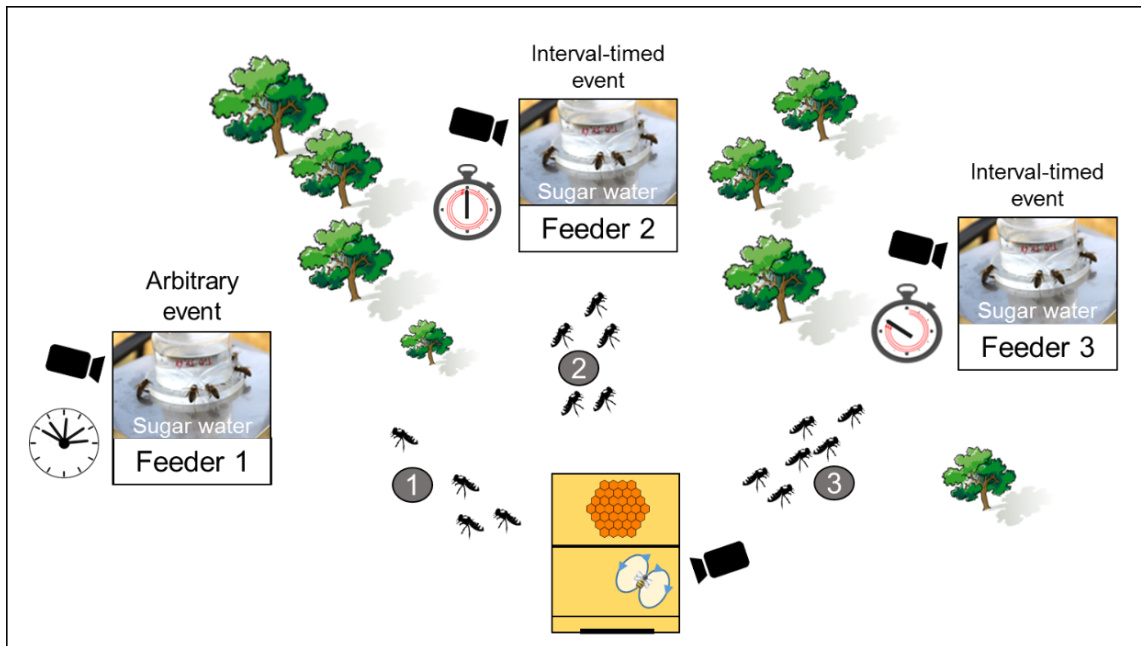 Interval-timed
event
Sugar water
Feeder 2
Interval-timed
event
Sugar water
Feeder 3
Arbitrary
event
Sugar water
Feeder 1
2
1
3